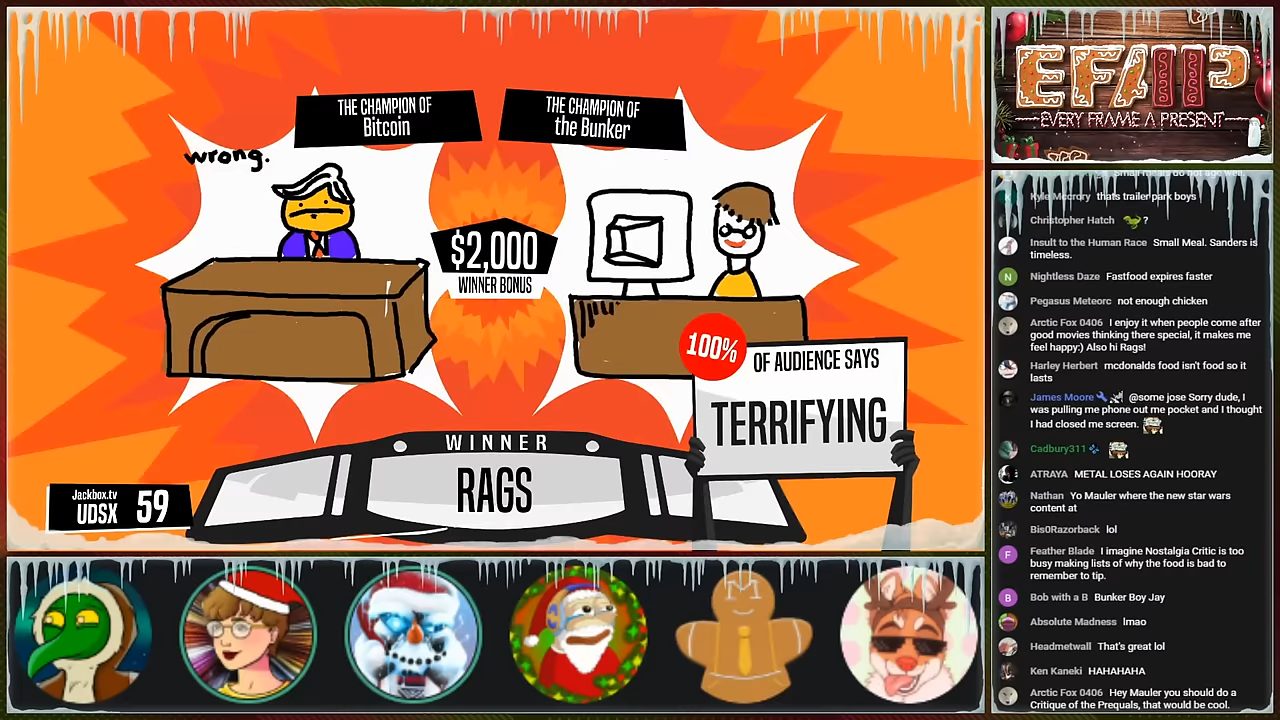 THE CHAMPION OF
Bitcoin
THE CHAMPION OF
the Bunker
wrong.
$2,000
WINNER BONUS
100%
OF AUDIENCE SAYS
TERRIFYING
WINNER
RAGS
Jackbox.tv
UDSX
59
EFAP
EVERY FRAME A PRESENT
Small meals do not age well.
Kyle Mccrory thats trailer park boys
Christopher Hatch ?
Insult to the Human Race Small Meal. Sanders is
timeless.
N
Nightless Daze Fastfood expires faster
Pegasus Meteorc not enough chicken
Arctic Fox 0406 I enjoy it when people come after
good movies thinking there special, it makes me
feel happy:) Also hi Rags!
Harley Herbert mcdonalds food isn't food so it
lasts
James Moore @some jose Sorry dude, I
was pulling me phone out me pocket and I thought
I had closed me screen.
Cadbury311
ATRAYA METAL LOSES AGAIN HOORAY
Nathan Yo Mauler where the new star wars
content at
Bis0Razorback lol
F
Feather Blade I imagine Nostalgia Critic is too
busy making lists of why the food is bad to
remember to tip.
B
Bob with a B Bunker Boy Jay
Absolute Madness lmao
Headmetwall That's great lol
Ken Kaneki HAHAHAHA
Arctic Fox 0406 Hey Mauler you should do a
Critique of the Prequals, that would be cool.
M